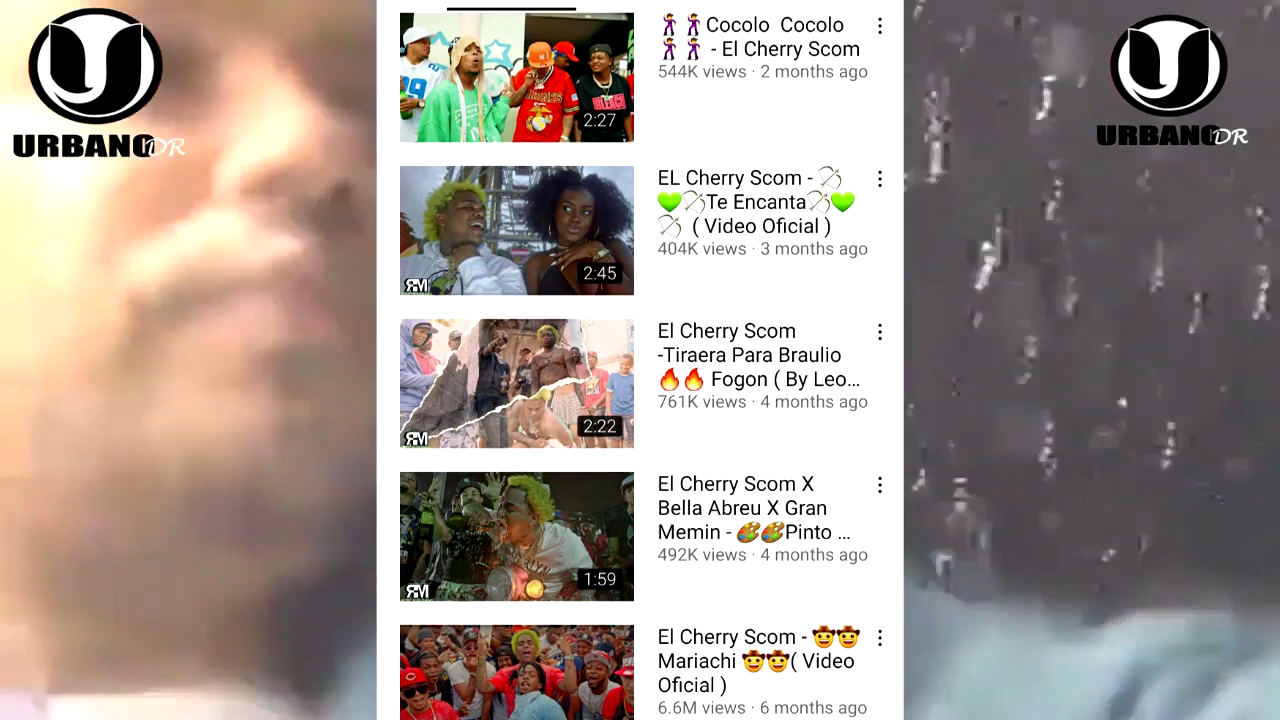 URBANO DR
🕺🕺Cocolo Cocolo
🕺🕺 - El Cherry Scom
544K views · 2 months ago
2:27
EL Cherry Scom - 🏹
💚🏹Te Encanta🏹💚
🏹 ( Video Oficial )
404K views · 3 months ago
2:45
RM
El Cherry Scom
-Tiraera Para Braulio
🔥🔥 Fogon ( By Leo...
761K views · 4 months ago
2:22
RM
El Cherry Scom X
Bella Abreu X Gran
Memin - 🎨🎨Pinto ...
492K views · 4 months ago
1:59
RM
El Cherry Scom - 🤠🤠
Mariachi 🤠🤠( Video
Oficial )
6.6M views · 6 months ago
URBANO DR